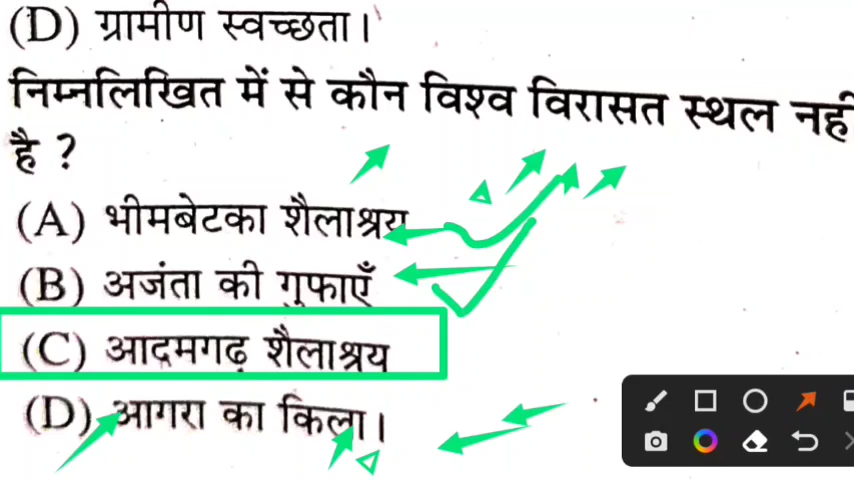 (D) ग्रामीण स्वच्छता।
निम्नलिखित में से कौन विश्व विरासत स्थल नहीं
है ?
(A) भीमबेटका शैलाश्रय
(B) अजंता की गुफाएँ
(C) आदमगढ़ शैलाश्रय
(D) आगरा का किला।